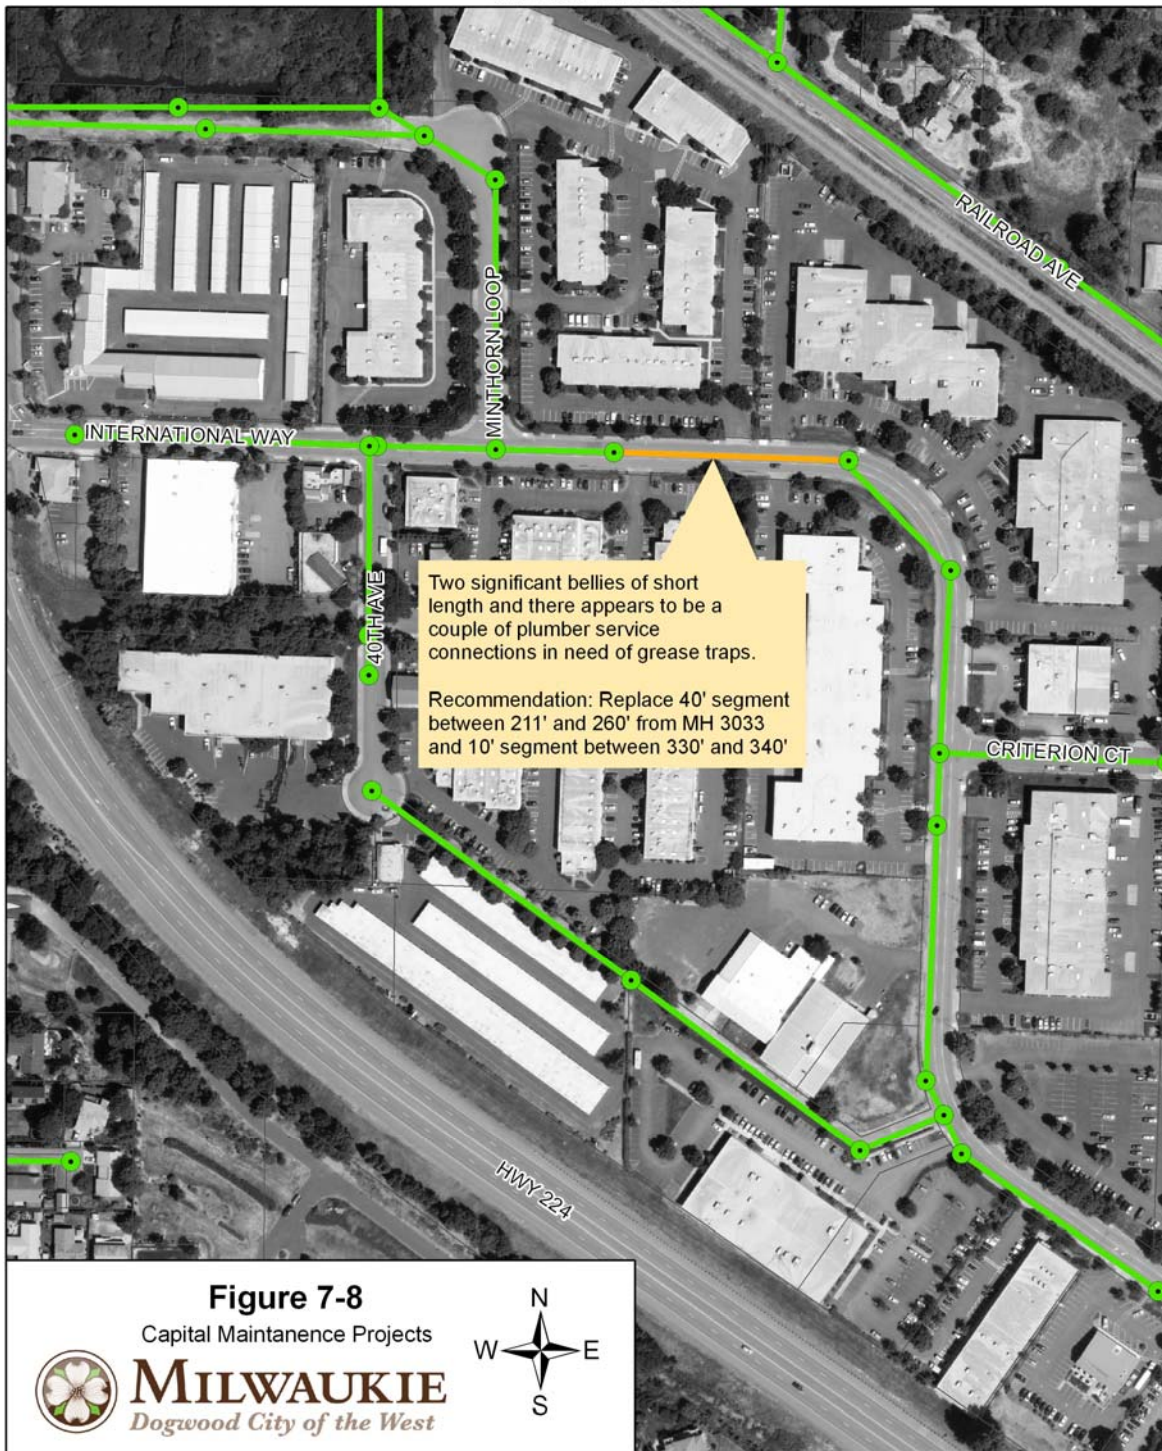 RAILROAD AVE
MINTHORN LOOP
INTERNATIONAL WAY
40TH AVE
Two significant bellies of short
length and there appears to be a
couple of plumber service
connections in need of grease traps.
Recommendation: Replace 40' segment
between 211' and 260' from MH 3033
and 10' segment between 330' and 340'
CRITERION CT
HWY 224
Figure 7-8
Capital Maintanence Projects
MILWAUKIE
Dogwood City of the West
N
W E
S